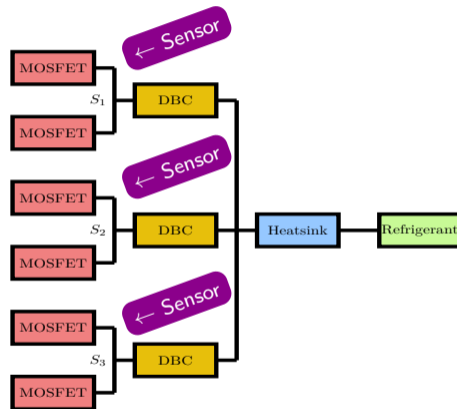 ← Sensor
MOSFET
S1
DBC
MOSFET
← Sensor
MOSFET
S2
DBC
Heatsink
Refrigerant
MOSFET
← Sensor
MOSFET
S3
DBC
MOSFET